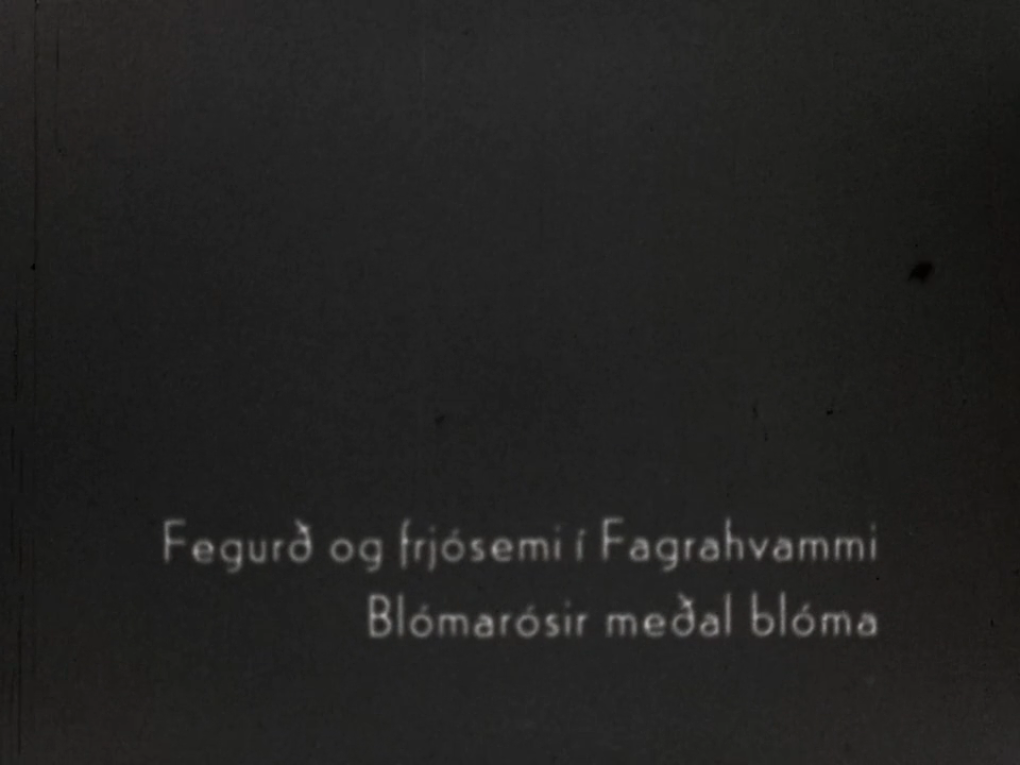 Fegurð og frjósemi í Fagrahvammi
Blómarósir meðal blóma